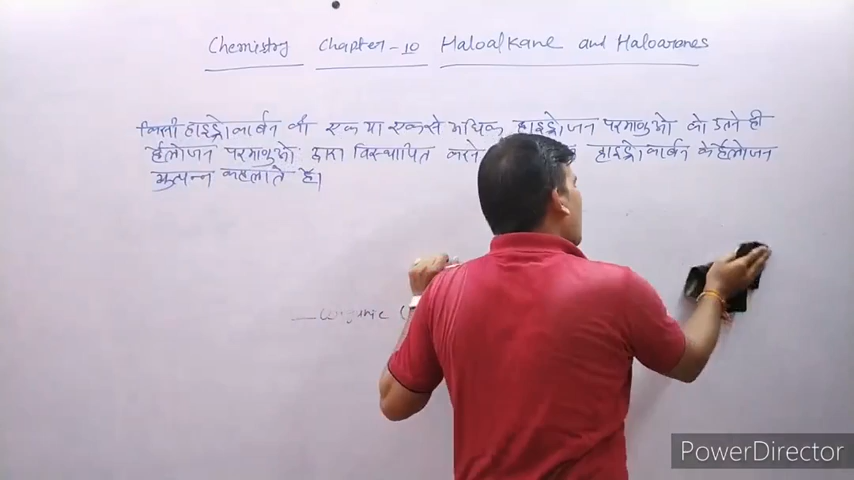 Chemistry Chapter-10 Haloalkane and Haloarenes
किसी हाइड्रोकार्बन की एक या एक से अधिक हाइड्रोजन परमाणुओ को उतने ही
हैलोजन परमाणुओ द्वारा विस्थापित करने हाइड्रोकार्बन के हैलोजन
कहलाते हैं।
PowerDirector